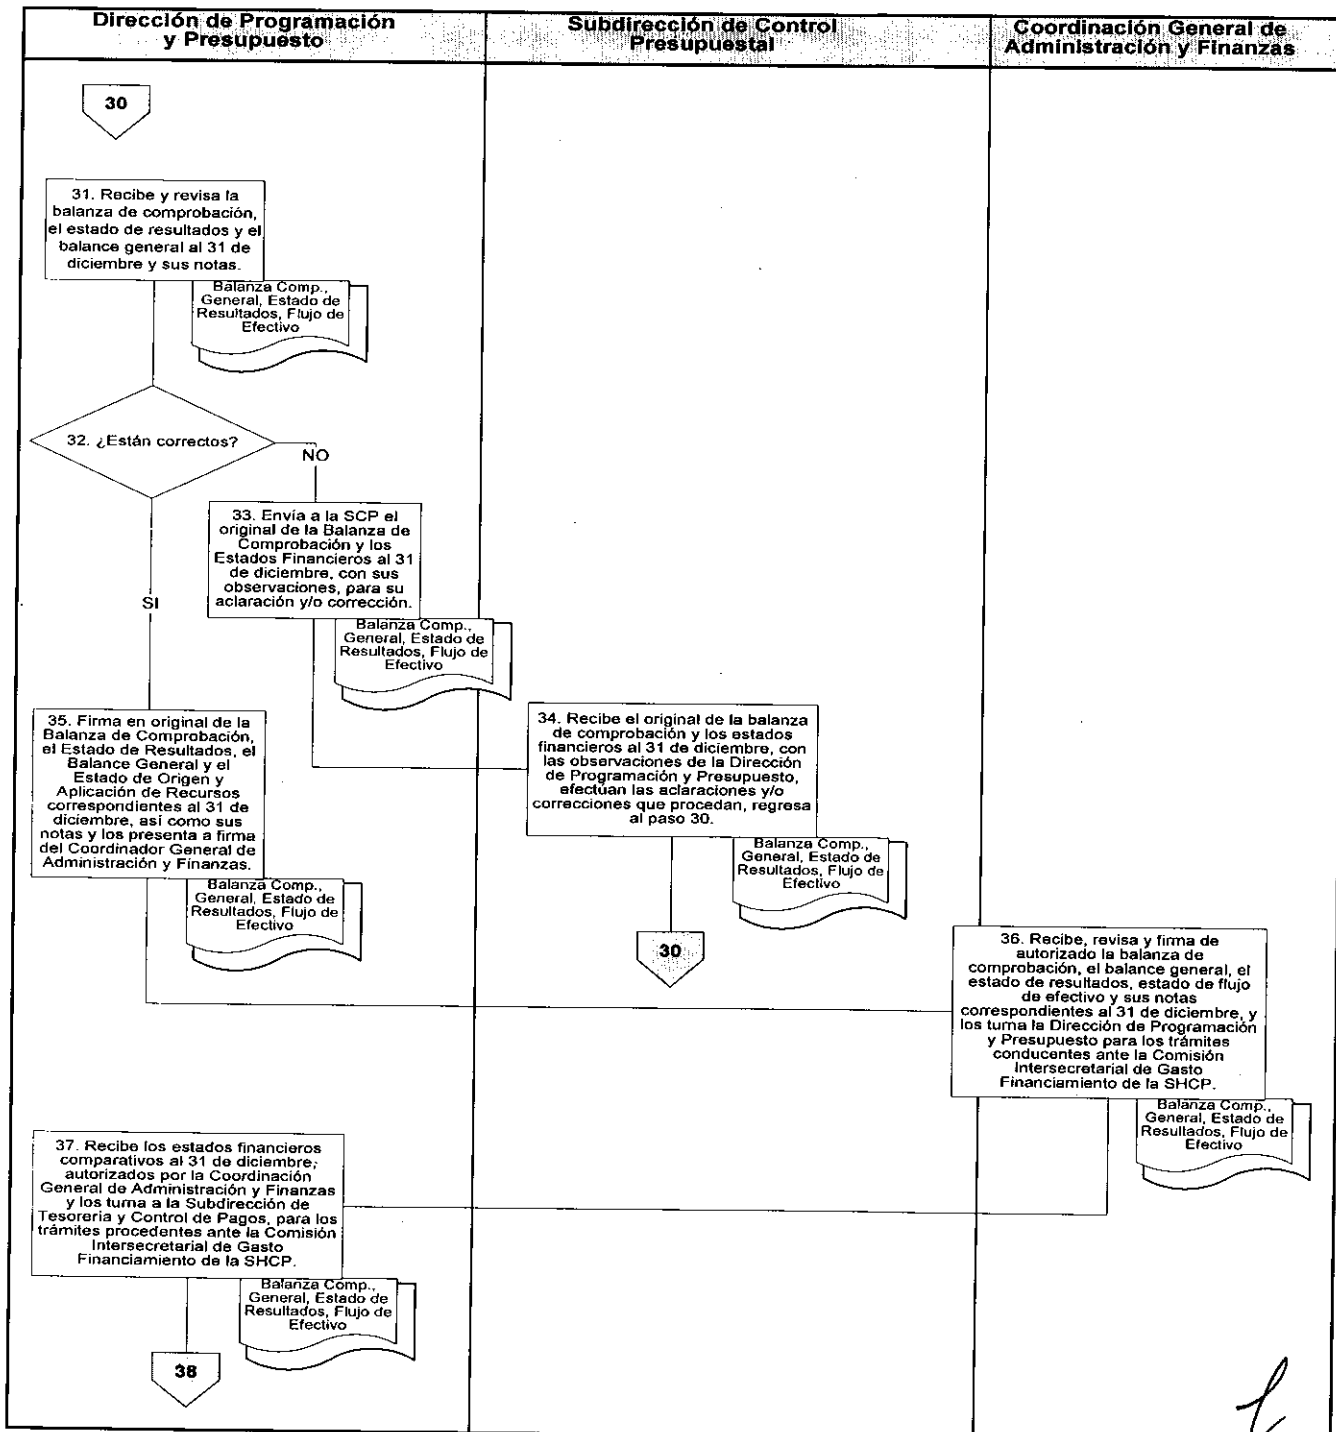 Dirección de Programación
y Presupuesto
Subdirección de Control
Presupuestal
Coordinación General de
Administración y Finanzas
30
31. Recibe y revisa la
balanza de comprobación,
el estado de resultados y el
balance general al 31 de
diciembre y sus notas.
Balanza Comp.,
General, Estado de
Resultados, Flujo de
Efectivo
32. ¿Están correctos?
NO
33. Envía a la SCP el
original de la Balanza de
Comprobación y los
Estados Financieros al 31
de diciembre, con sus
observaciones, para su
aclaración y/o corrección.
SI
Balanza Comp.,
General, Estado de
Resultados, Flujo de
Efectivo
34. Recibe el original de la balanza
de comprobación y los estados
financieros al 31 de diciembre, con
las observaciones de la Dirección
de Programación y Presupuesto,
efectúan las aclaraciones y/o
correcciones que procedan, regresa
al paso 30.
Balanza Comp.,
General, Estado de
Resultados, Flujo de
Efectivo
30
35. Firma en original de la
Balanza de Comprobación,
el Estado de Resultados, el
Balance General y el
Estado de Origen y
Aplicación de Recursos
correspondientes al 31 de
diciembre, así como sus
notas y los presenta a firma
del Coordinador General de
Administración y Finanzas.
Balanza Comp.,
General, Estado de
Resultados, Flujo de
Efectivo
36. Recibe, revisa y firma de
autorizado la balanza de
comprobación, el balance general, el
estado de resultados, estado de flujo
de efectivo y sus notas
correspondientes al 31 de diciembre, y
los turna la Dirección de Programación
y Presupuesto para los trámites
conducentes ante la Comisión
Intersecretarial de Gasto
Financiamiento de la SHCP.
Balanza Comp.,
General, Estado de
Resultados, Flujo de
Efectivo
37. Recibe los estados financieros
comparativos al 31 de diciembre,
autorizados por la Coordinación
General de Administración y Finanzas
y los turna a la Subdirección de
Tesorería y Control de Pagos, para los
trámites procedentes ante la Comisión
Intersecretarial de Gasto
Financiamiento de la SHCP.
Balanza Comp.,
General, Estado de
Resultados, Flujo de
Efectivo
38